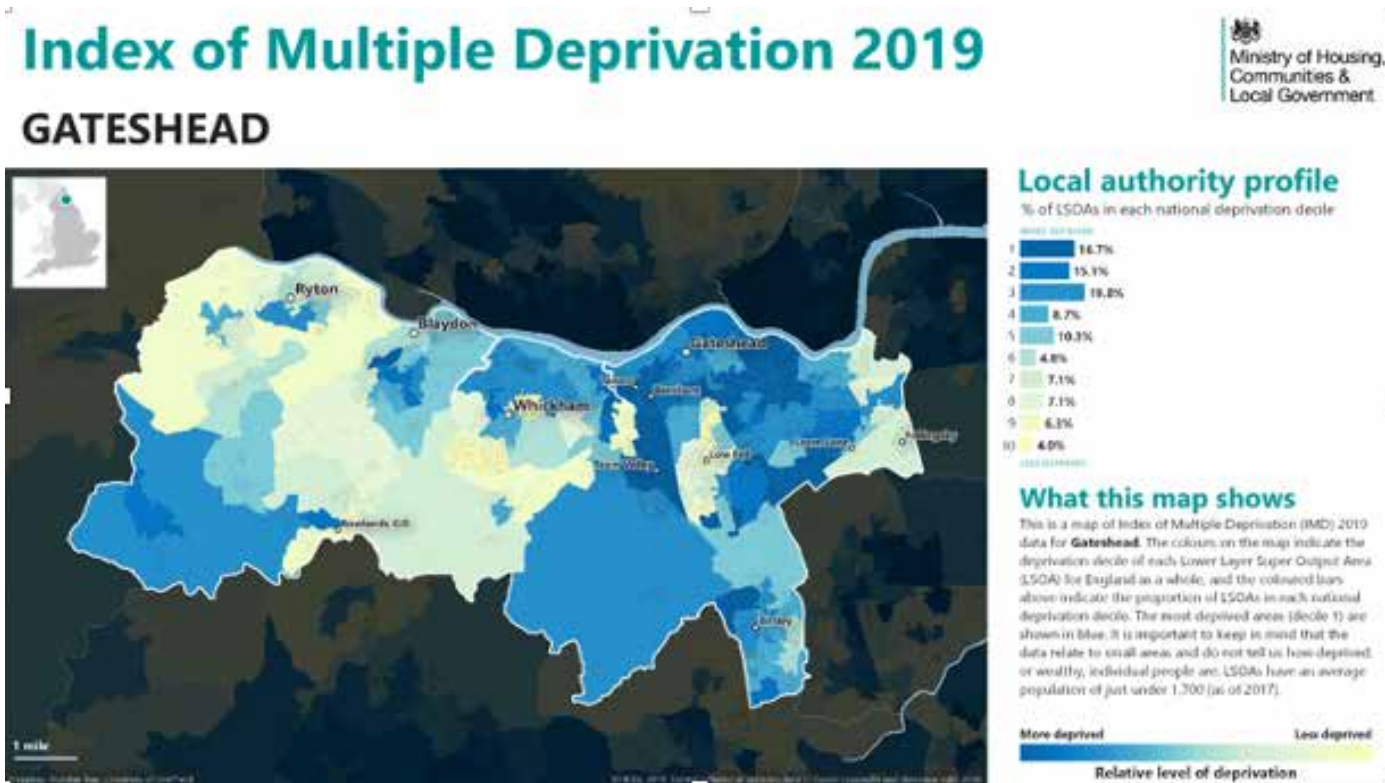 Index of Multiple Deprivation 2019
Ministry of Housing,
Communities &
Local Government
GATESHEAD
Ryton
Blaydon
Gateshead
Whickham
Low Fell
Rowlands Gill
Birtley
1 mile
Local authority profile
% of LSOAs in each national deprivation decile
1 16.7%
2 15.1%
3 19.8%
4 8.7%
5 10.3%
6 4.8%
7 7.1%
8 7.1%
9 6.3%
10 4.0%
What this map shows
This is a map of Index of Multiple Deprivation (IMD) 2019
data for Gateshead. The colours on the map indicate the
deprivation decile of each Lower Layer Super Output Area
(LSOA) for England as a whole, and the coloured bars
above indicate the proportion of LSOAs in each national
deprivation decile. The most deprived areas (decile 1) are
shown in blue. It is important to keep in mind that the
data relate to small areas and do not tell us how deprived,
or wealthy, individual people are. LSOAs have an average
population of just under 1,700 (as of 2017).
More deprived Less deprived
Relative level of deprivation